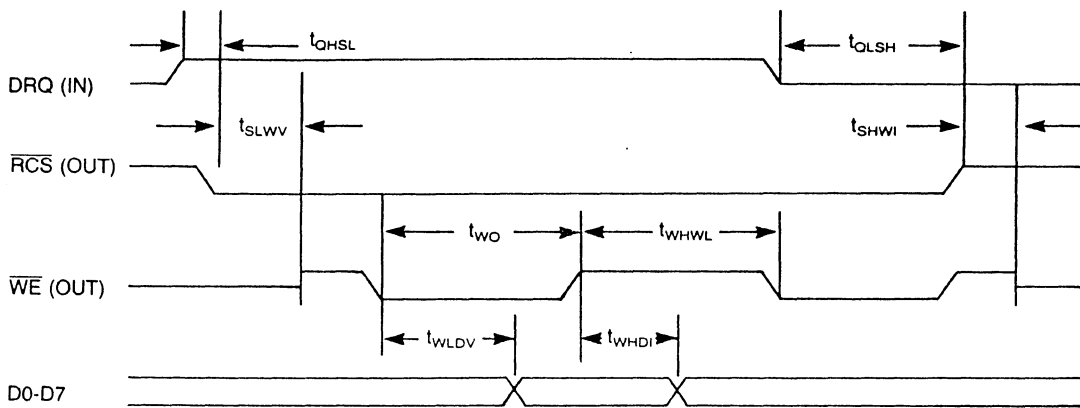 tQHSL
tQLSH
DRQ (IN)
tSLWV
tSHWI
RCS (OUT)
tWO
tWHWL
WE (OUT)
tWLDV
tWHDI
D0-D7